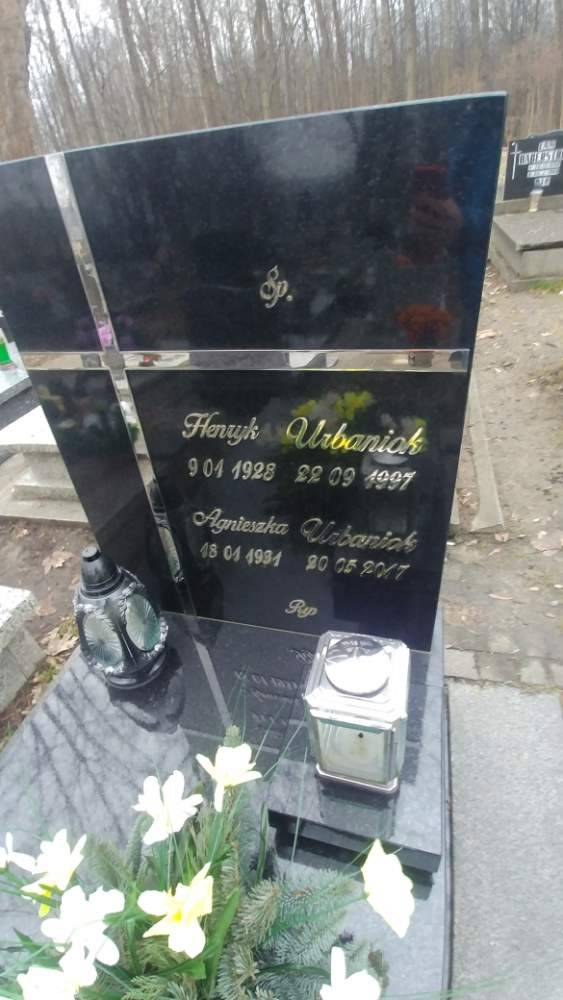 Śp.
Henryk Urbaniak
9 01 1928 22 09 1997
Agnieszka Urbaniak
18 01 1931 20 05 2017
Rip